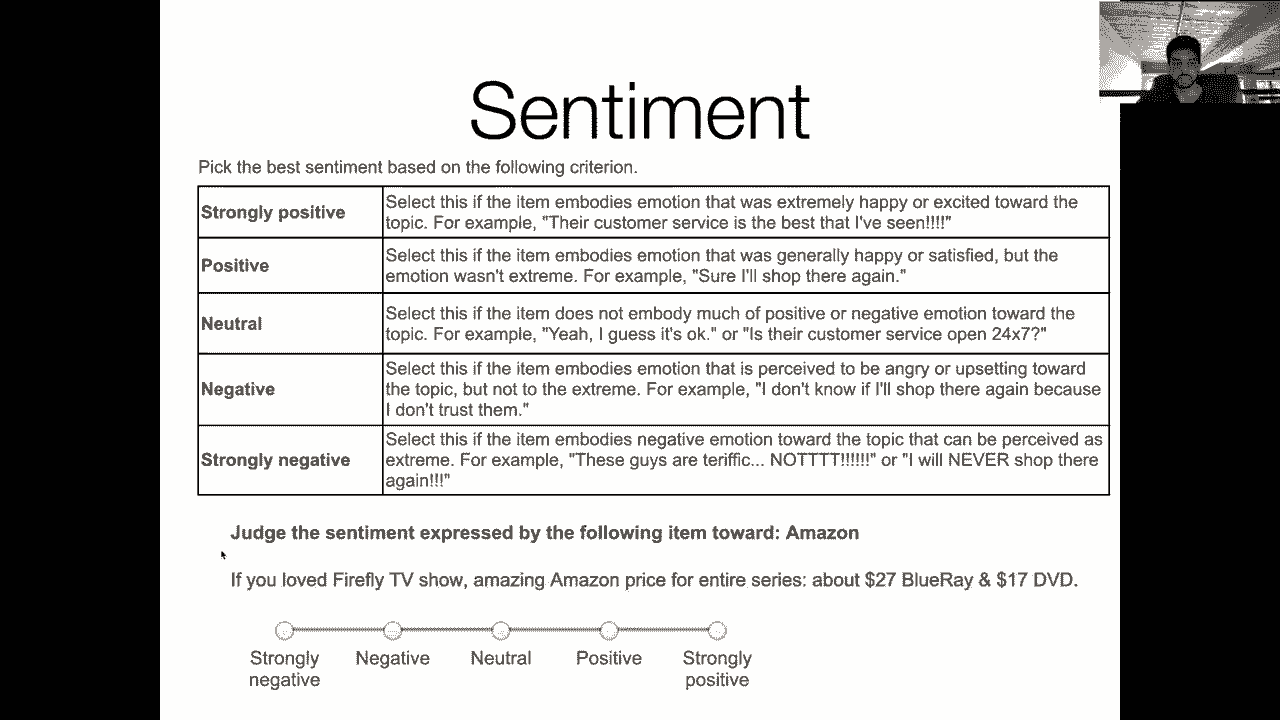 Sentiment
Pick the best sentiment based on the following criterion.
Strongly positive
Select this if the item embodies emotion that was extremely happy or excited toward the
topic. For example, "Their customer service is the best that I've seen!!!!"
Positive
Select this if the item embodies emotion that was generally happy or satisfied, but the
emotion wasn't extreme. For example, "Sure I'll shop there again."
Neutral
Select this if the item does not embody much of positive or negative emotion toward the
topic. For example, "Yeah, I guess it's ok." or "Is their customer service open 24x7?"
Negative
Select this if the item embodies emotion that is perceived to be angry or upsetting toward
the topic, but not to the extreme. For example, "I don't know if I'll shop there again because
I don't trust them."
Strongly negative
Select this if the item embodies negative emotion toward the topic that can be perceived as
extreme. For example, "These guys are teriffic... NOTTTT!!!!!!" or "I will NEVER shop there
again!!!"
Judge the sentiment expressed by the following item toward: Amazon
If you loved Firefly TV show, amazing Amazon price for entire series: about $27 BlueRay & $17 DVD.
Strongly negative
Negative
Neutral
Positive
Strongly positive